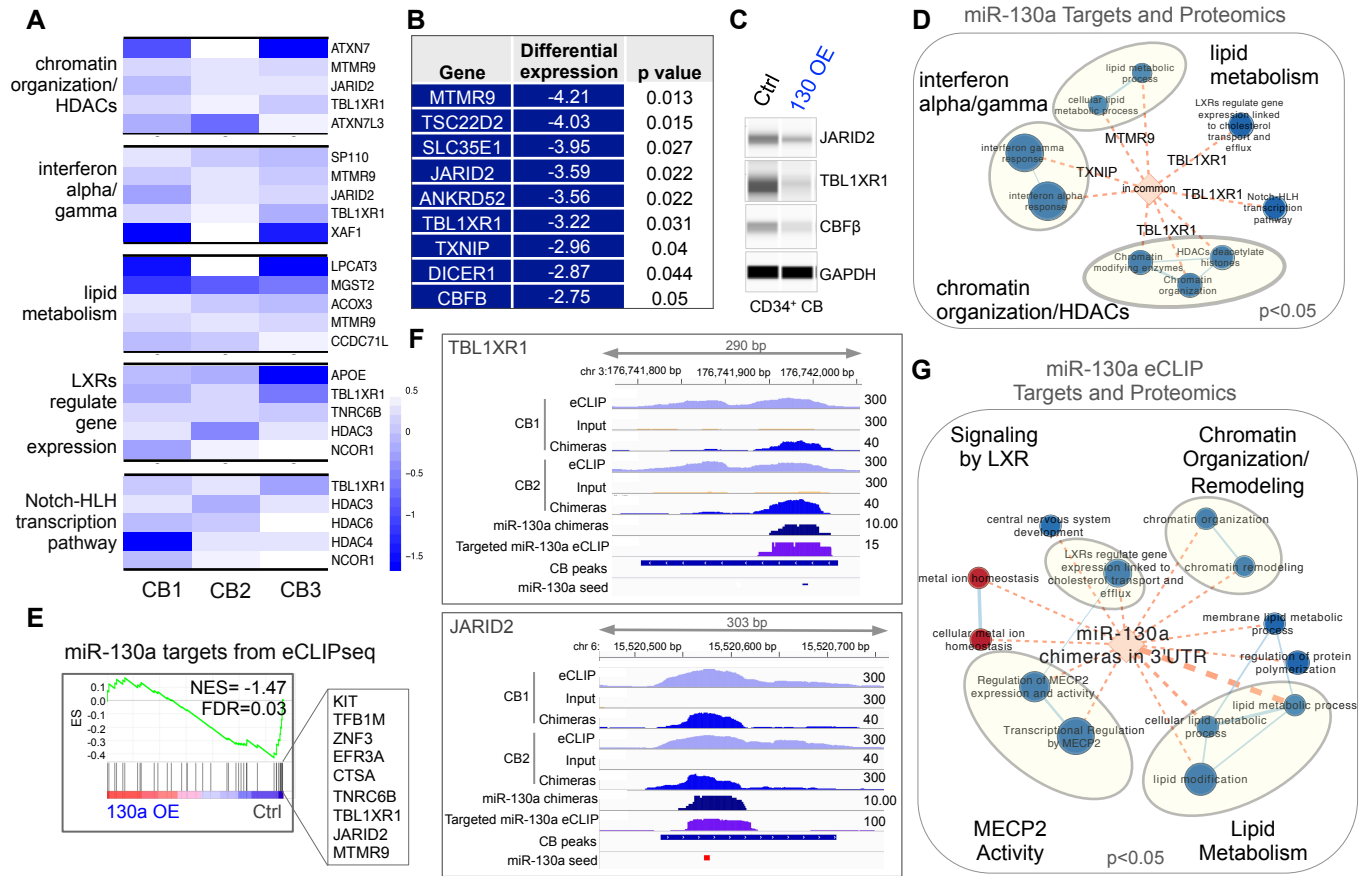 A
chromatin
organization/
HDACs
ATXN7
MTMR9
JARID2
TBL1XR1
ATXN7L3
interferon
alpha/
gamma
SP110
MTMR9
JARID2
TBL1XR1
XAF1
lipid
metabolism
LPCAT3
MGST2
ACOX3
MTMR9
CCDC71L
LXRs
regulate
gene
expression
APOE
TBL1XR1
TNRC6B
HDAC3
NCOR1
Notch-HLH
transcription
pathway
TBL1XR1
HDAC3
HDAC6
HDAC4
NCOR1
0.5
0
−0.5
−1
−1.5
CB1 CB2 CB3
B
Gene Differential expression p value
MTMR9 -4.21 0.013
TSC22D2 -4.03 0.015
SLC35E1 -3.95 0.027
JARID2 -3.59 0.022
ANKRD52 -3.56 0.022
TBL1XR1 -3.22 0.031
TXNIP -2.96 0.04
DICER1 -2.87 0.044
CBFB -2.75 0.05
C
Ctrl 130 OE
JARID2
TBL1XR1
CBFβ
GAPDH
CD34+ CB
D
miR-130a Targets and Proteomics
interferon
alpha/gamma
lipid
metabolism
lipid metabolic
process
cellular lipid
metabolic process
LXRs regulate gene
expression linked
to cholesterol
transport and
efflux
MTMR9
TBL1XR1
interferon gamma
response
TXNIP
in common
interferon alpha
response
TBL1XR1
Notch-HLH
transcription
pathway
TBL1XR1
HDACs deacetylate
histones
Chromatin
modifying enzymes
Chromatin
organization
chromatin
organization/HDACs
p<0.05
E
miR-130a targets from eCLIPseq
NES= -1.47
FDR=0.03
ES
0.1
0.0
-0.1
-0.2
-0.3
-0.4
130a OE Ctrl
KIT
TFB1M
ZNF3
EFR3A
CTSA
TNRC6B
TBL1XR1
JARID2
MTMR9
F
TBL1XR1
290 bp
chr 3: 176,741,800 bp 176,741,900 bp 176,742,000 bp
CB1
eCLIP 300
Input 300
Chimeras 40
CB2
eCLIP 300
Input 300
Chimeras 40
miR-130a chimeras 10.00
Targeted miR-130a eCLIP 15
CB peaks
miR-130a seed
JARID2
303 bp
chr 6: 15,520,500 bp 15,520,600 bp 15,520,700 bp
CB1
eCLIP 300
Input 300
Chimeras 40
CB2
eCLIP 300
Input 40
Chimeras 300
miR-130a chimeras 10.00
Targeted miR-130a eCLIP 100
CB peaks
miR-130a seed
G
miR-130a eCLIP
Targets and Proteomics
Signaling
by LXR
Chromatin
Organization/
Remodeling
central nervous system
development
chromatin organization
LXRs regulate gene
expression linked to
cholesterol transport and
efflux
chromatin remodeling
metal ion homeostasis
cellular metal ion
homeostasis
miR-130a
chimeras in 3'UTR
membrane lipid metabolic
process
regulation of protein
polymerization
Regulation of MECP2
expression and activity
lipid metabolic process
Transcriptional Regulation
by MECP2
cellular lipid metabolic
process
lipid modification
MECP2
Activity
p<0.05
Lipid
Metabolism